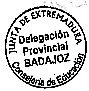 JUNTA DE EXTREMADURA
Delegación
Provincial
BADAJOZ
Consejería de Educación